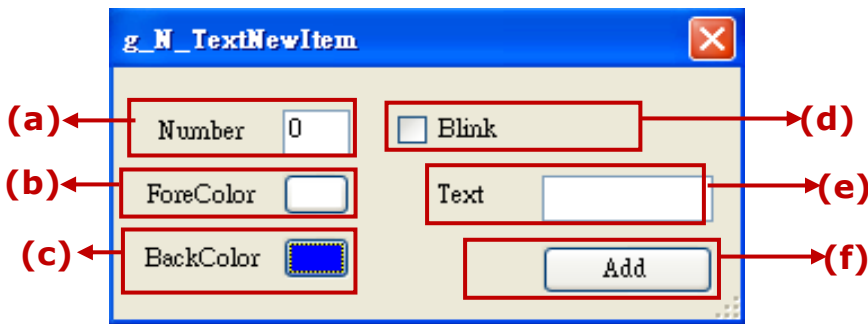 g_N_TextNewItem
(a) Number 0 Blink (d)
(b) ForeColor Text (e)
(c) BackColor Add (f)